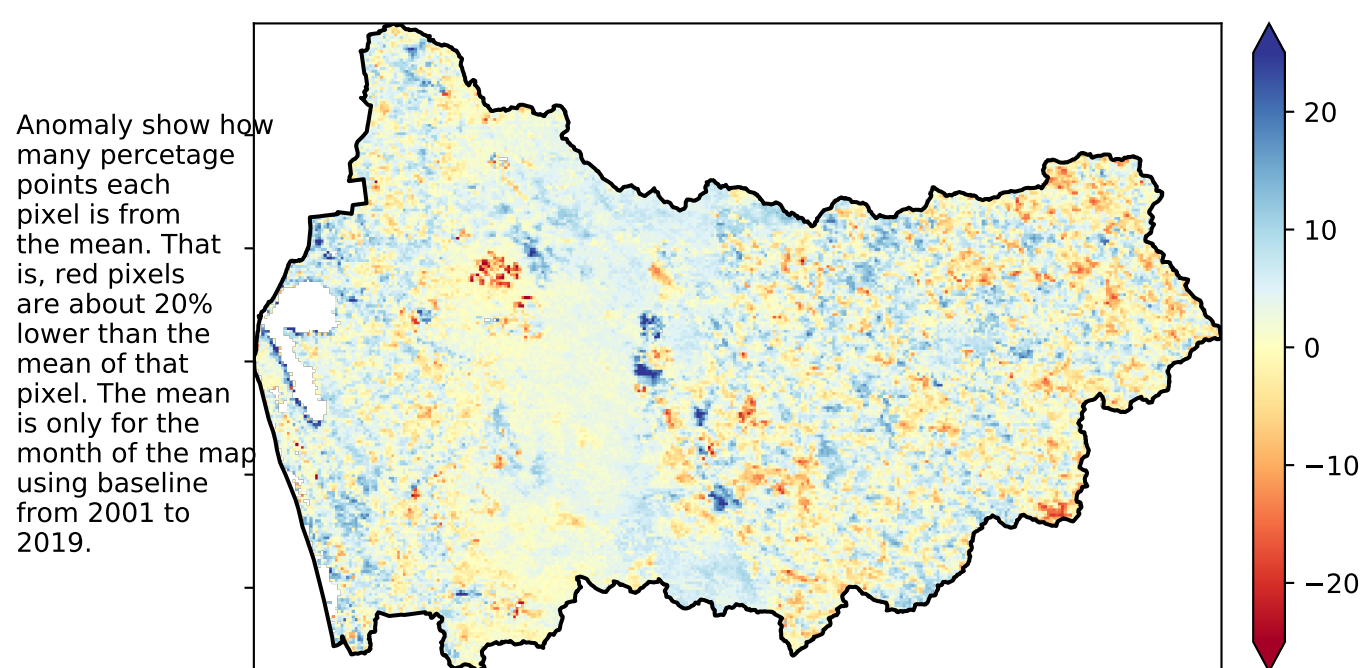 Anomaly show how
many percetage
points each
pixel is from
the mean. That
is, red pixels
are about 20%
lower than the
mean of that
pixel. The mean
is only for the
month of the map
using baseline
from 2001 to
2019.
20
10
0
−10
−20